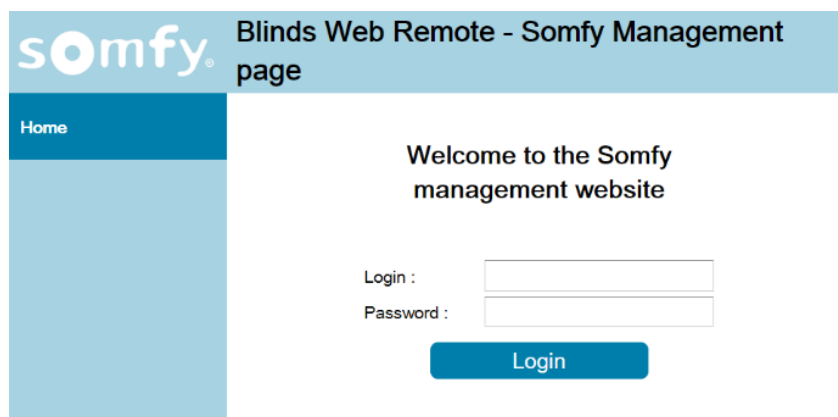 somfy®
Blinds Web Remote - Somfy Management
page
Home
Welcome to the Somfy
management website
Login :
Password :
Login